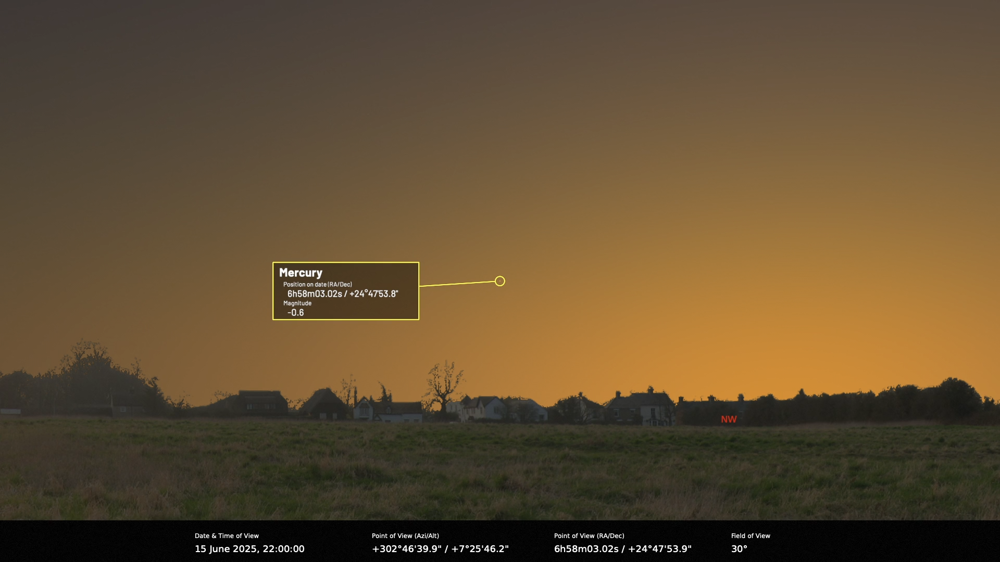 Mercury
Position on date (RA/Dec)
6h58m03.02s / +24°47'53.8"
Magnitude
-0.6
NW
Date & Time of View
15 June 2025, 22:00:00
Point of View (Azi/Alt)
+302°46'39.9" / +7°25'46.2"
Point of View (RA/Dec)
6h58m03.02s / +24°47'53.9"
Field of View
30°